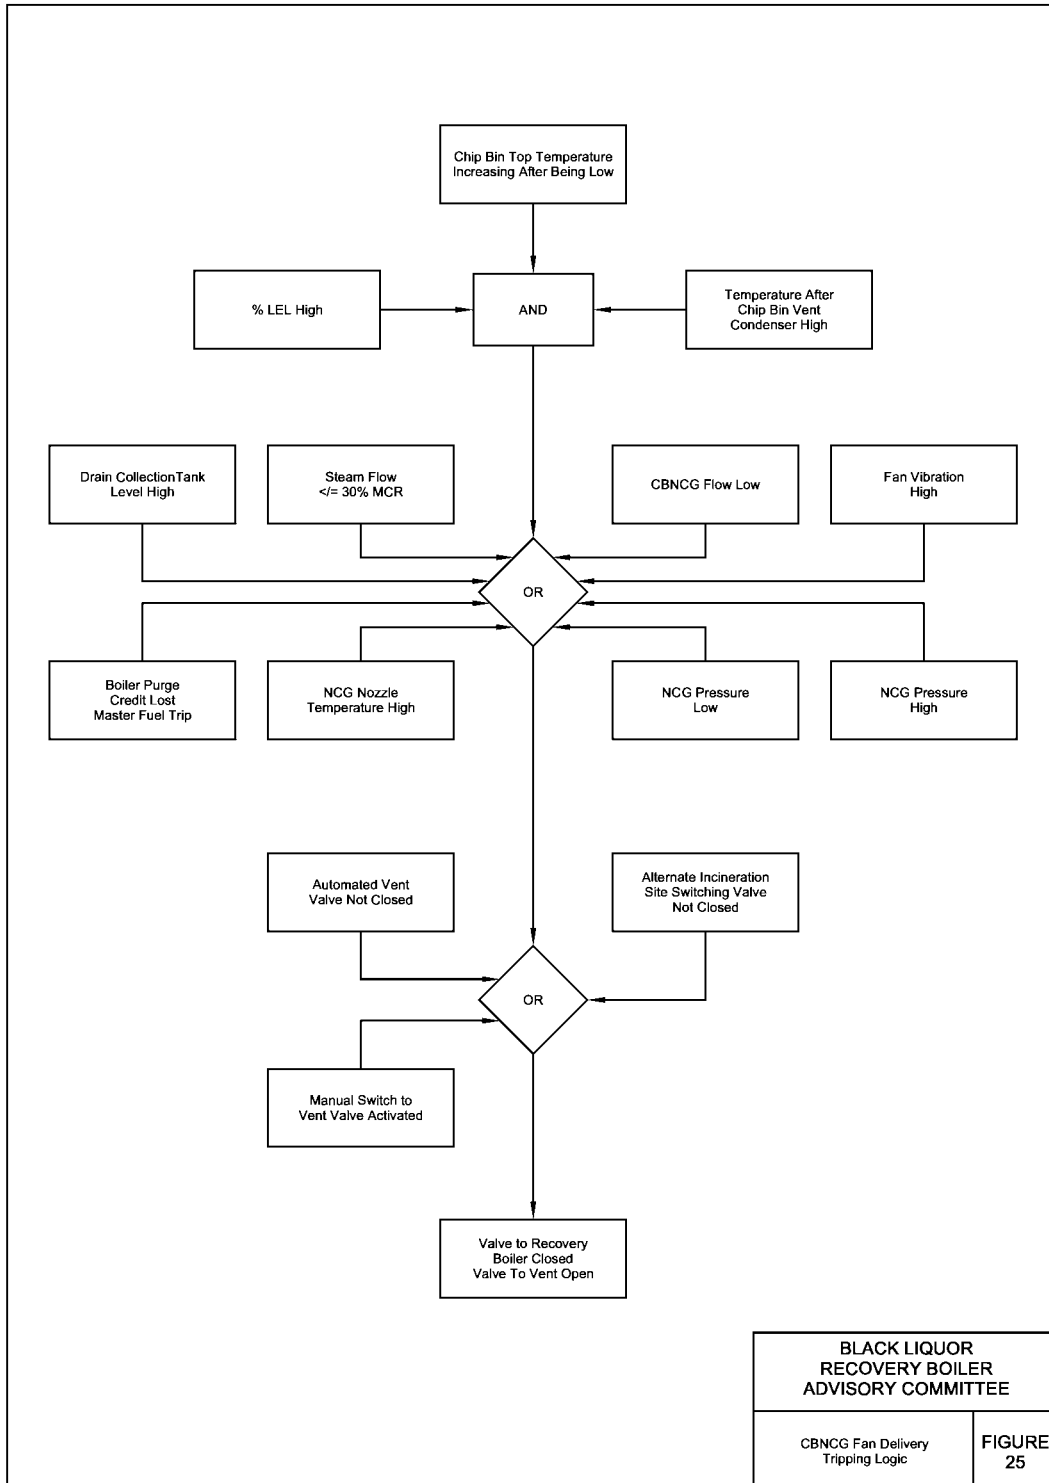 Chip Bin Top Temperature
Increasing After Being Low
% LEL High
AND
Temperature After
Chip Bin Vent
Condenser High
Drain CollectionTank
Level High
Steam Flow
</= 30% MCR
CBNCG Flow Low
Fan Vibration
High
OR
Boiler Purge
Credit Lost
Master Fuel Trip
NCG Nozzle
Temperature High
NCG Pressure
Low
NCG Pressure
High
Automated Vent
Valve Not Closed
Alternate Incineration
Site Switching Valve
Not Closed
OR
Manual Switch to
Vent Valve Activated
Valve to Recovery
Boiler Closed
Valve To Vent Open
BLACK LIQUOR
RECOVERY BOILER
ADVISORY COMMITTEE
CBNCG Fan Delivery
Tripping Logic
FIGURE
25